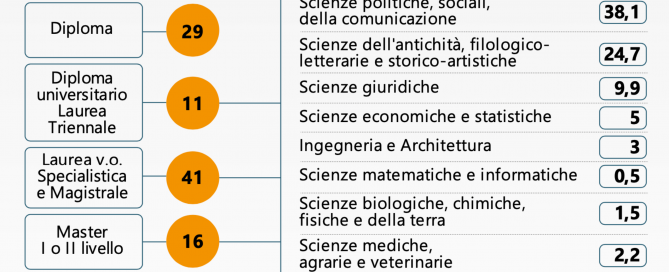 Diploma
29
Diploma
universitario
Laurea
Triennale
11
Laurea v.o.
Specialistica
e Magistrale
41
Master
I o II livello
16
Scienze politiche, sociali,
della comunicazione
38,1
Scienze dell'antichità, filologico-
letterarie e storico-artistiche
24,7
Scienze giuridiche
9,9
Scienze economiche e statistiche
5
Ingegneria e Architettura
3
Scienze matematiche e informatiche
0,5
Scienze biologiche, chimiche,
fisiche e della terra
1,5
Scienze mediche,
agrarie e veterinarie
2,2